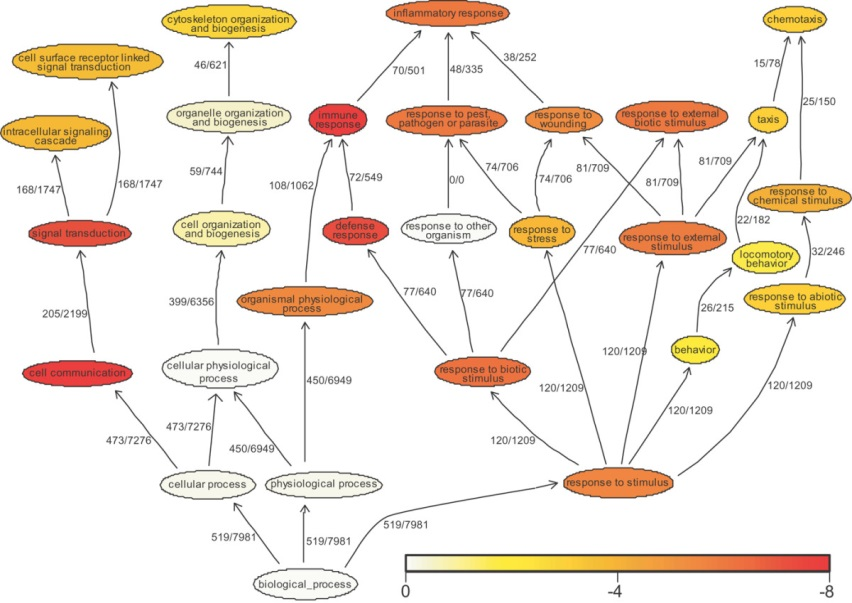 cytoskeleton organization
and biogenesis
inflammatory response
chemotaxis
cell surface receptor linked
signal transduction
46/621
70/501
48/335
38/252
15/78
25/150
intracellular signaling
cascade
organelle organization
and biogenesis
immune
response
response to pest,
pathogen or parasite
response to
wounding
response to external
biotic stimulus
taxis
168/1747
168/1747
59/744
108/1062
72/549
0/0
74/706
74/706
81/709
81/709
81/709
22/182
response to
chemical stimulus
signal transduction
cell organization
and biogenesis
defense
response
response to other
organism
response to
stress
response to external
stimulus
locomotory
behavior
32/246
77/640
205/2199
399/6356
organismal physiological
process
77/640
77/640
26/215
response to abiotic
stimulus
cell communication
cellular physiological
process
450/6949
response to biotic
stimulus
120/1209
120/1209
behavior
120/1209
120/1209
473/7276
473/7276
450/6949
120/1209
cellular process
physiological process
response to stimulus
519/7981
519/7981
519/7981
biological_process
0
-4
-8